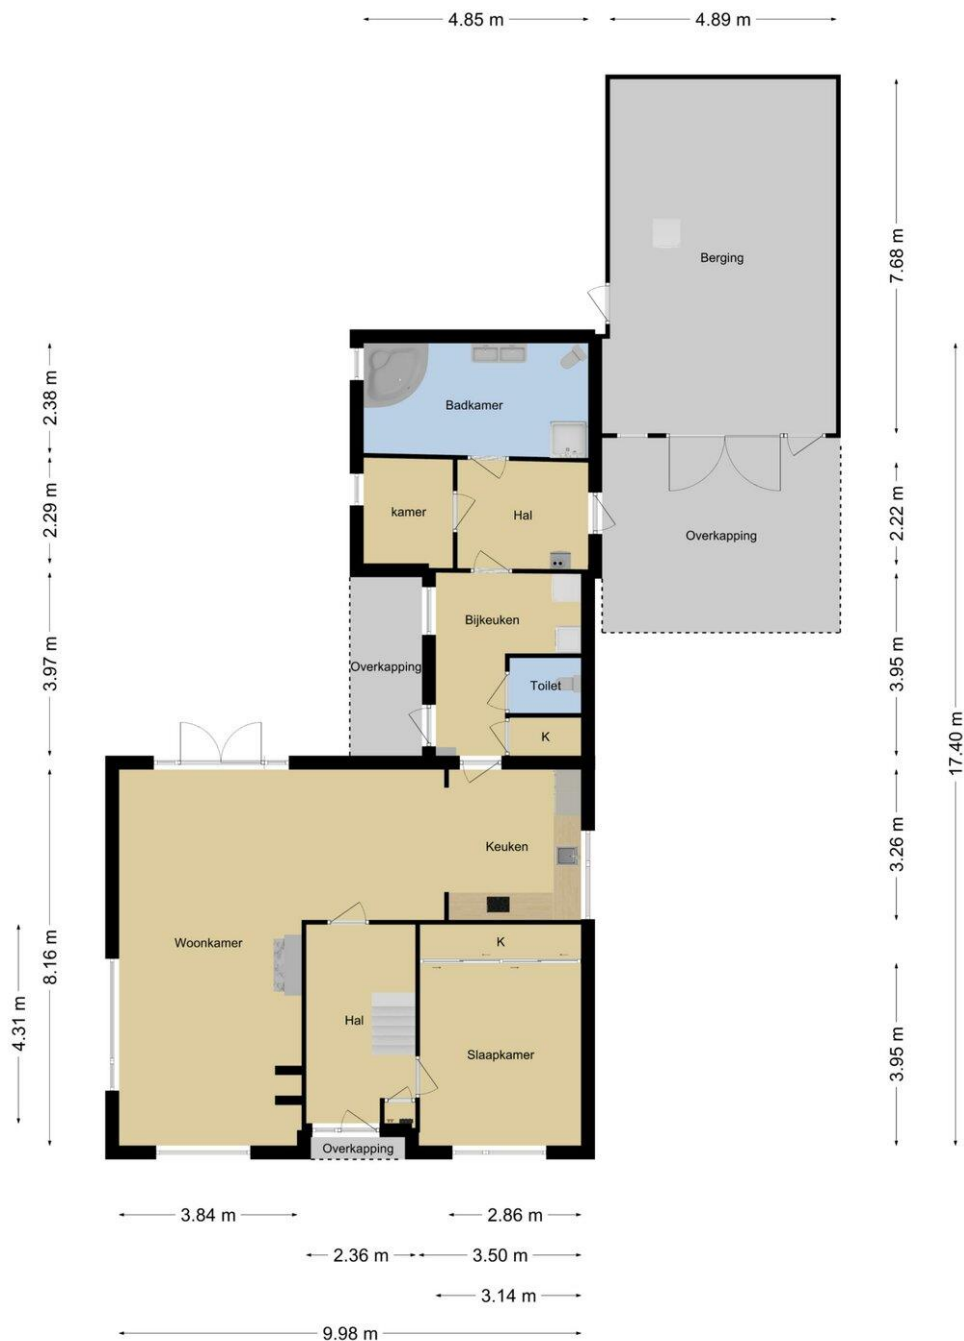 4.85 m
4.89 m
7.68 m
Berging
2.38 m
Badkamer
2.29 m
kamer
Hal
2.22 m
Overkapping
17.40 m
3.97 m
Bijkeuken
Overkapping
Toilet
K
3.95 m
Keuken
3.26 m
Woonkamer
K
8.16 m
4.31 m
Hal
Slaapkamer
3.95 m
Overkapping
3.84 m
2.86 m
2.36 m
3.50 m
3.14 m
9.98 m